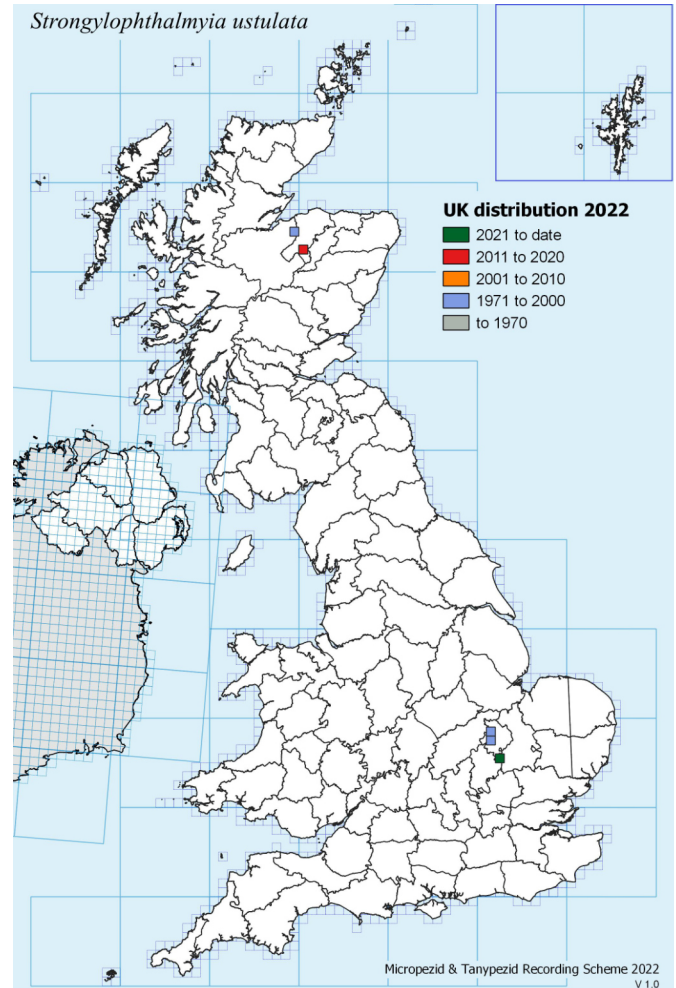 Strongylophthalmyia ustulata
UK distribution 2022
2021 to date
2011 to 2020
2001 to 2010
1971 to 2000
to 1970
Micropezid & Tanypezid Recording Scheme 2022
V 1.0